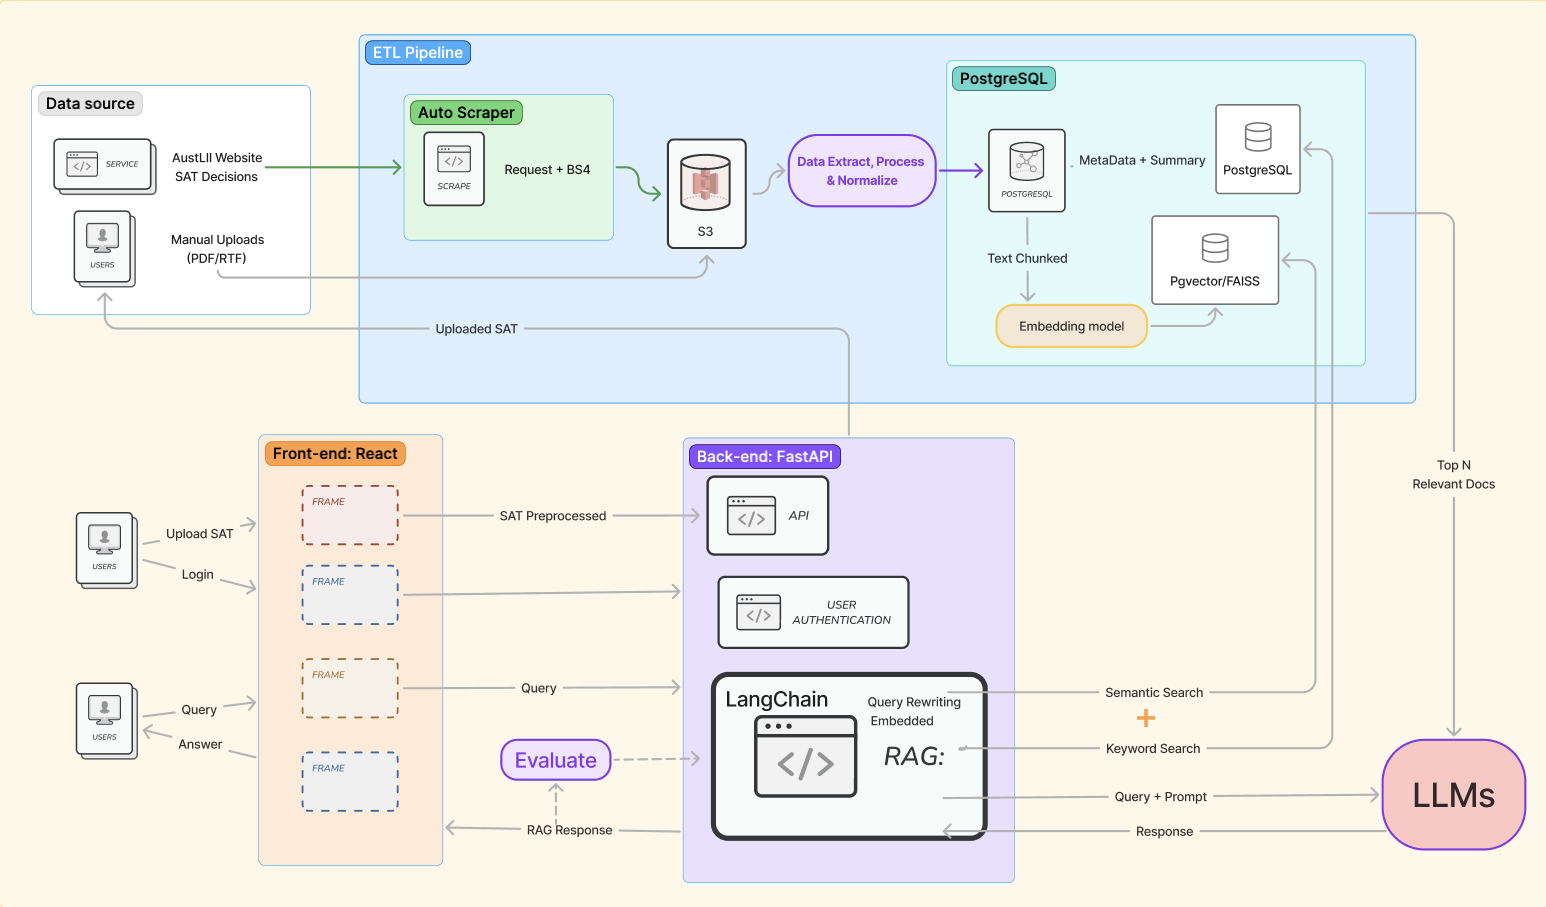 ETL Pipeline
Data source
SERVICE
AustLII Website
SAT Decisions
USERS
Manual Uploads
(PDF/RTF)
Auto Scraper
SCRAPE
Request + BS4
S3
Data Extract, Process
& Normalize
PostgreSQL
POSTGRESQL
MetaData + Summary
PostgreSQL
Text Chunked
Pgvector/FAISS
Embedding model
Uploaded SAT
Top N
Relevant Docs
Front-end: React
FRAME
FRAME
FRAME
FRAME
USERS
Upload SAT
Login
USERS
Query
Answer
SAT Preprocessed
Query
Evaluate
RAG Response
Back-end: FastAPI
API
USER
AUTHENTICATION
LangChain
Query Rewriting
Embedded
RAG:
Semantic Search
+
Keyword Search
Query + Prompt
Response
LLMs